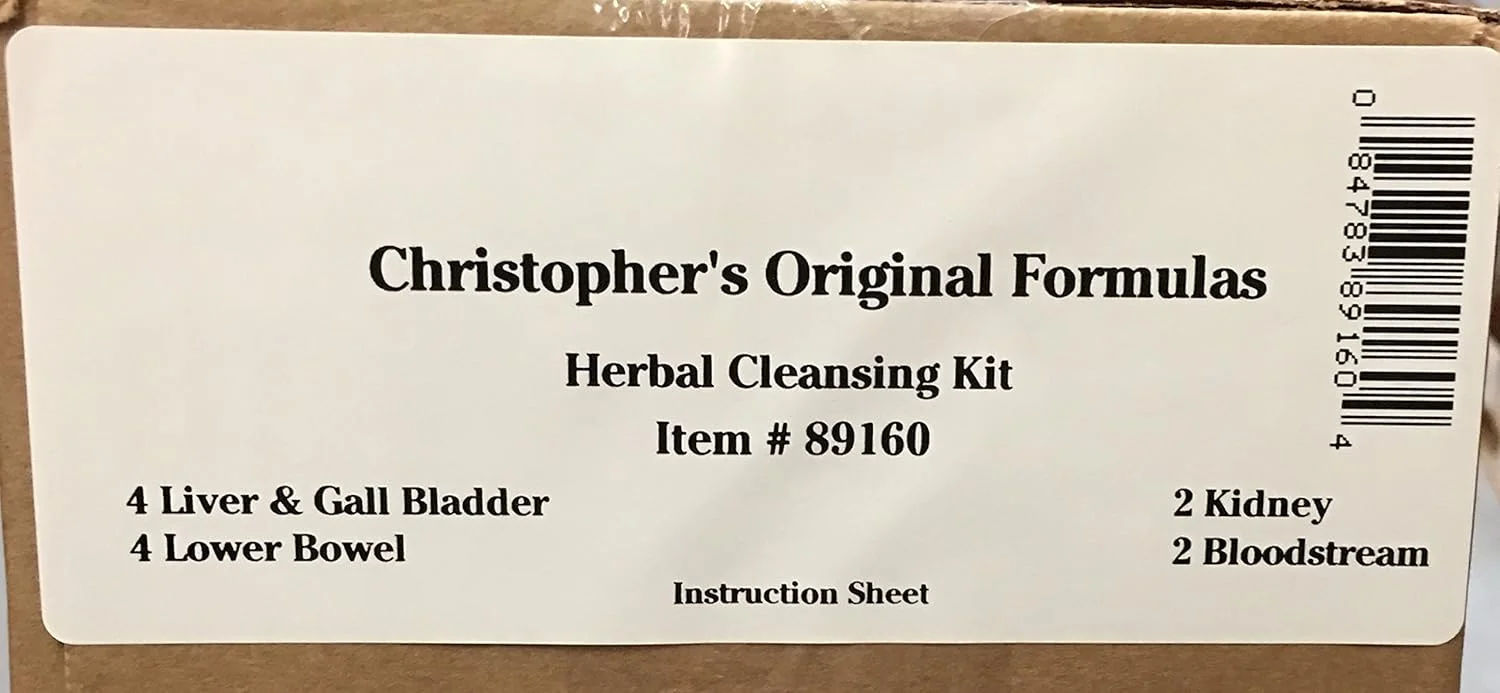 Christopher's Original Formulas
Herbal Cleansing Kit
Item # 89160
4 Liver & Gall Bladder
4 Lower Bowel
2 Kidney
2 Bloodstream
Instruction Sheet
0 84783 89160 4